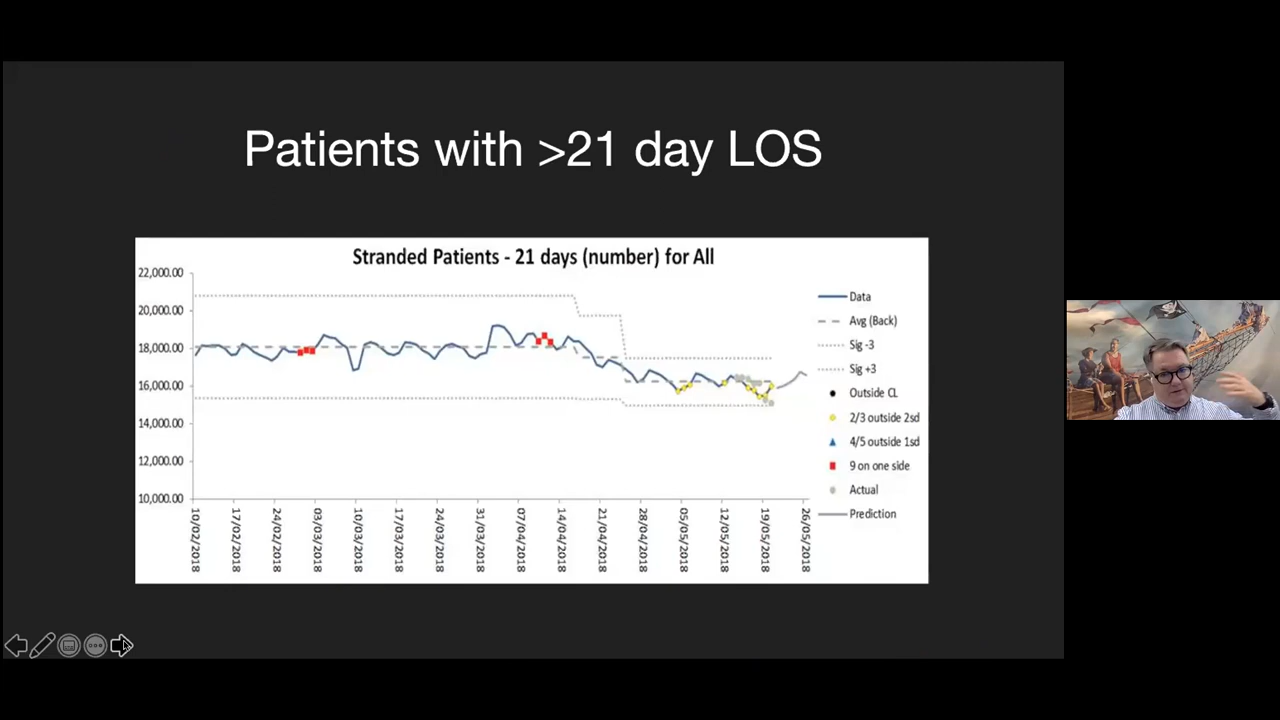 Patients with >21 day LOS
Stranded Patients - 21 days (number) for All
22,000.00
20,000.00
18,000.00
16,000.00
14,000.00
12,000.00
10,000.00
10/02/2018
17/02/2018
24/02/2018
03/03/2018
10/03/2018
17/03/2018
24/03/2018
31/03/2018
07/04/2018
14/04/2018
21/04/2018
28/04/2018
05/05/2018
12/05/2018
19/05/2018
26/05/2018
Data
Avg (Back)
Sig -3
Sig +3
Outside CL
2/3 outside 2sd
4/5 outside 1sd
9 on one side
Actual
Prediction